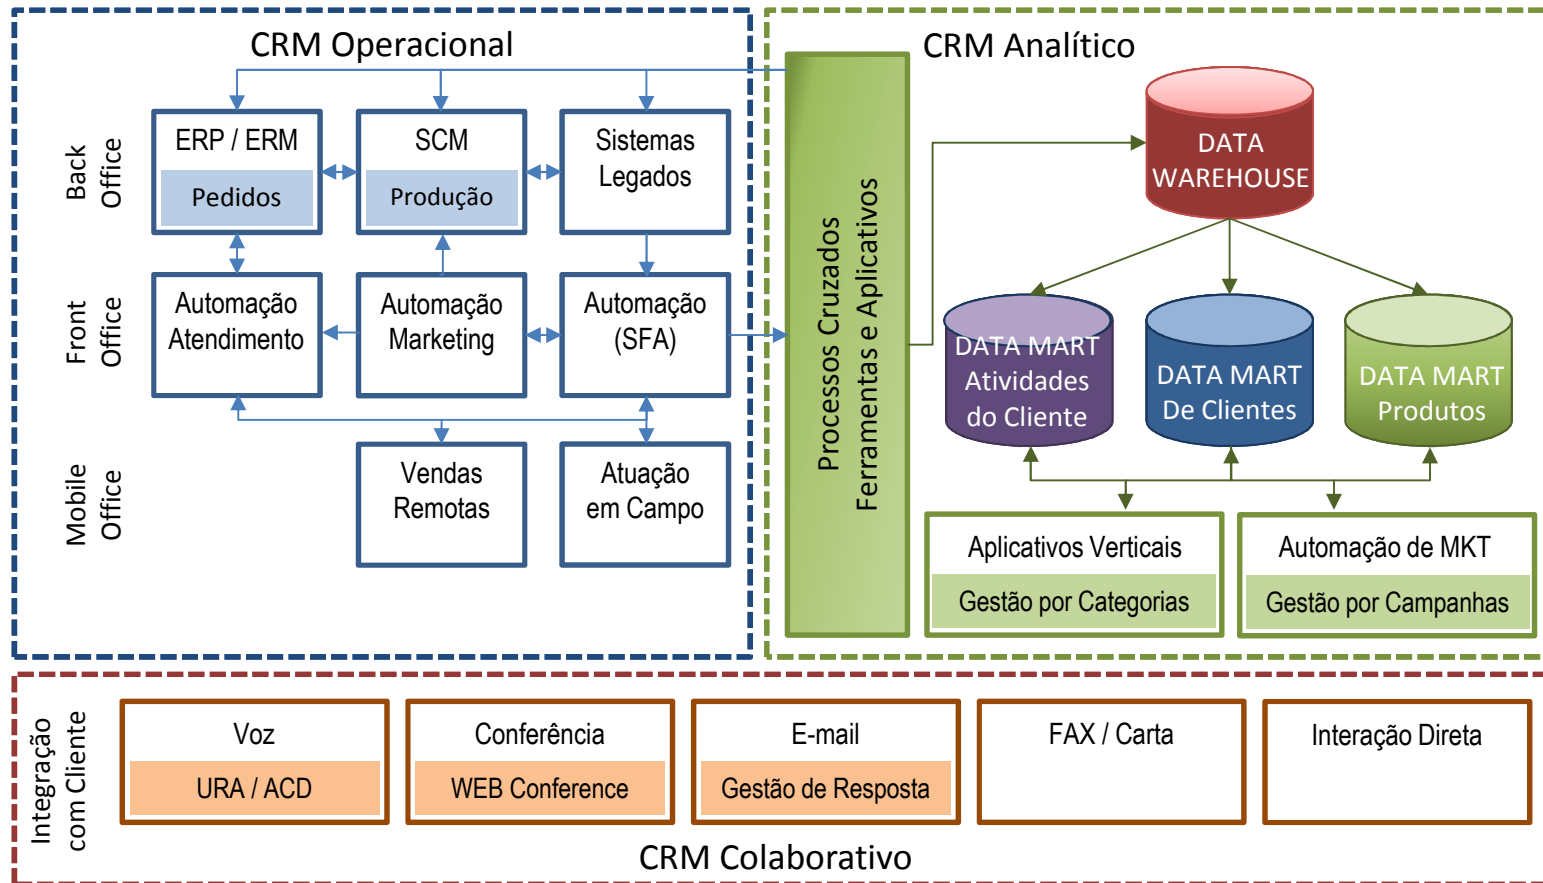 CRM Operacional
Back
Office
ERP / ERM
Pedidos
SCM
Produção
Sistemas
Legados
Front
Office
Automação
Atendimento
Automação
Marketing
Automação
(SFA)
Mobile
Office
Vendas
Remotas
Atuação
em Campo
Processos Cruzados
Ferramentas e Aplicativos
CRM Analítico
DATA
WAREHOUSE
DATA MART
Atividades
do Cliente
DATA MART
De Clientes
DATA MART
Produtos
Aplicativos Verticais
Gestão por Categorias
Automação de MKT
Gestão por Campanhas
Integração
com Cliente
Voz
URA / ACD
Conferência
WEB Conference
E-mail
Gestão de Resposta
FAX / Carta
Interação Direta
CRM Colaborativo